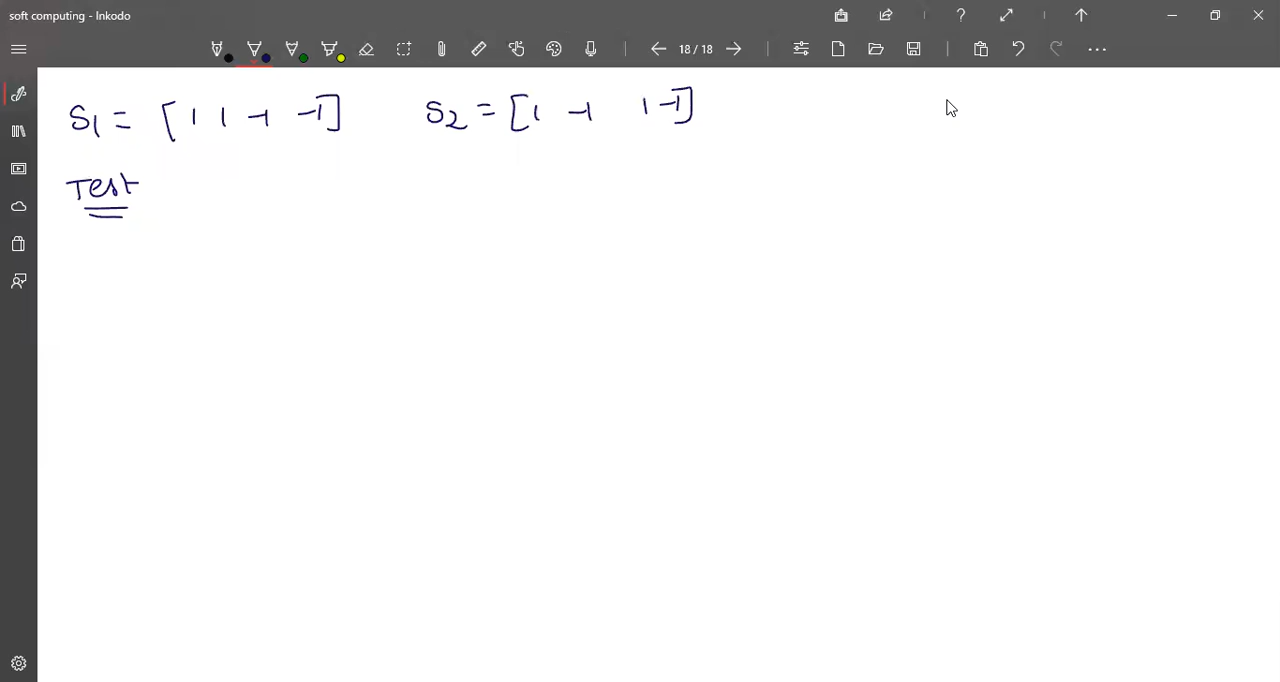 soft computing - Inkodo
18 / 18
S1 = [1 1 -1 -1] S2 = [1 -1 1 -1]
Test